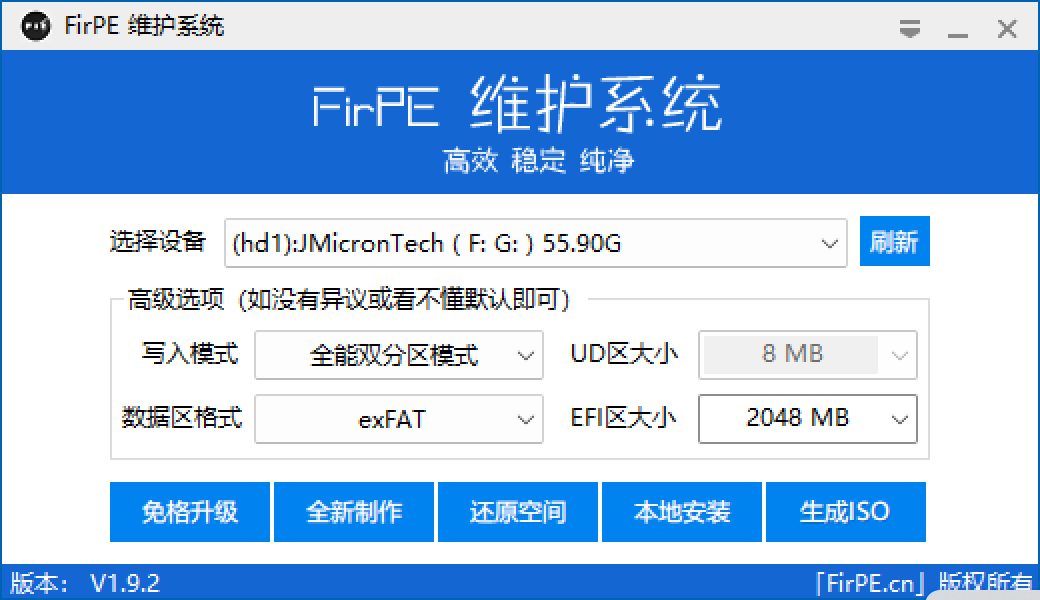 FirPE 维护系统
FirPE 维护系统
高效 稳定 纯净
选择设备 (hd1):JMicronTech ( F: G: ) 55.90G 刷新
高级选项（如没有异议或看不懂默认即可）
写入模式 全能双分区模式 UD区大小 8 MB
数据区格式 exFAT EFI区大小 2048 MB
免格升级 全新制作 还原空间 本地安装 生成ISO
版本： V1.9.2 「FirPE.cn」 版权所有